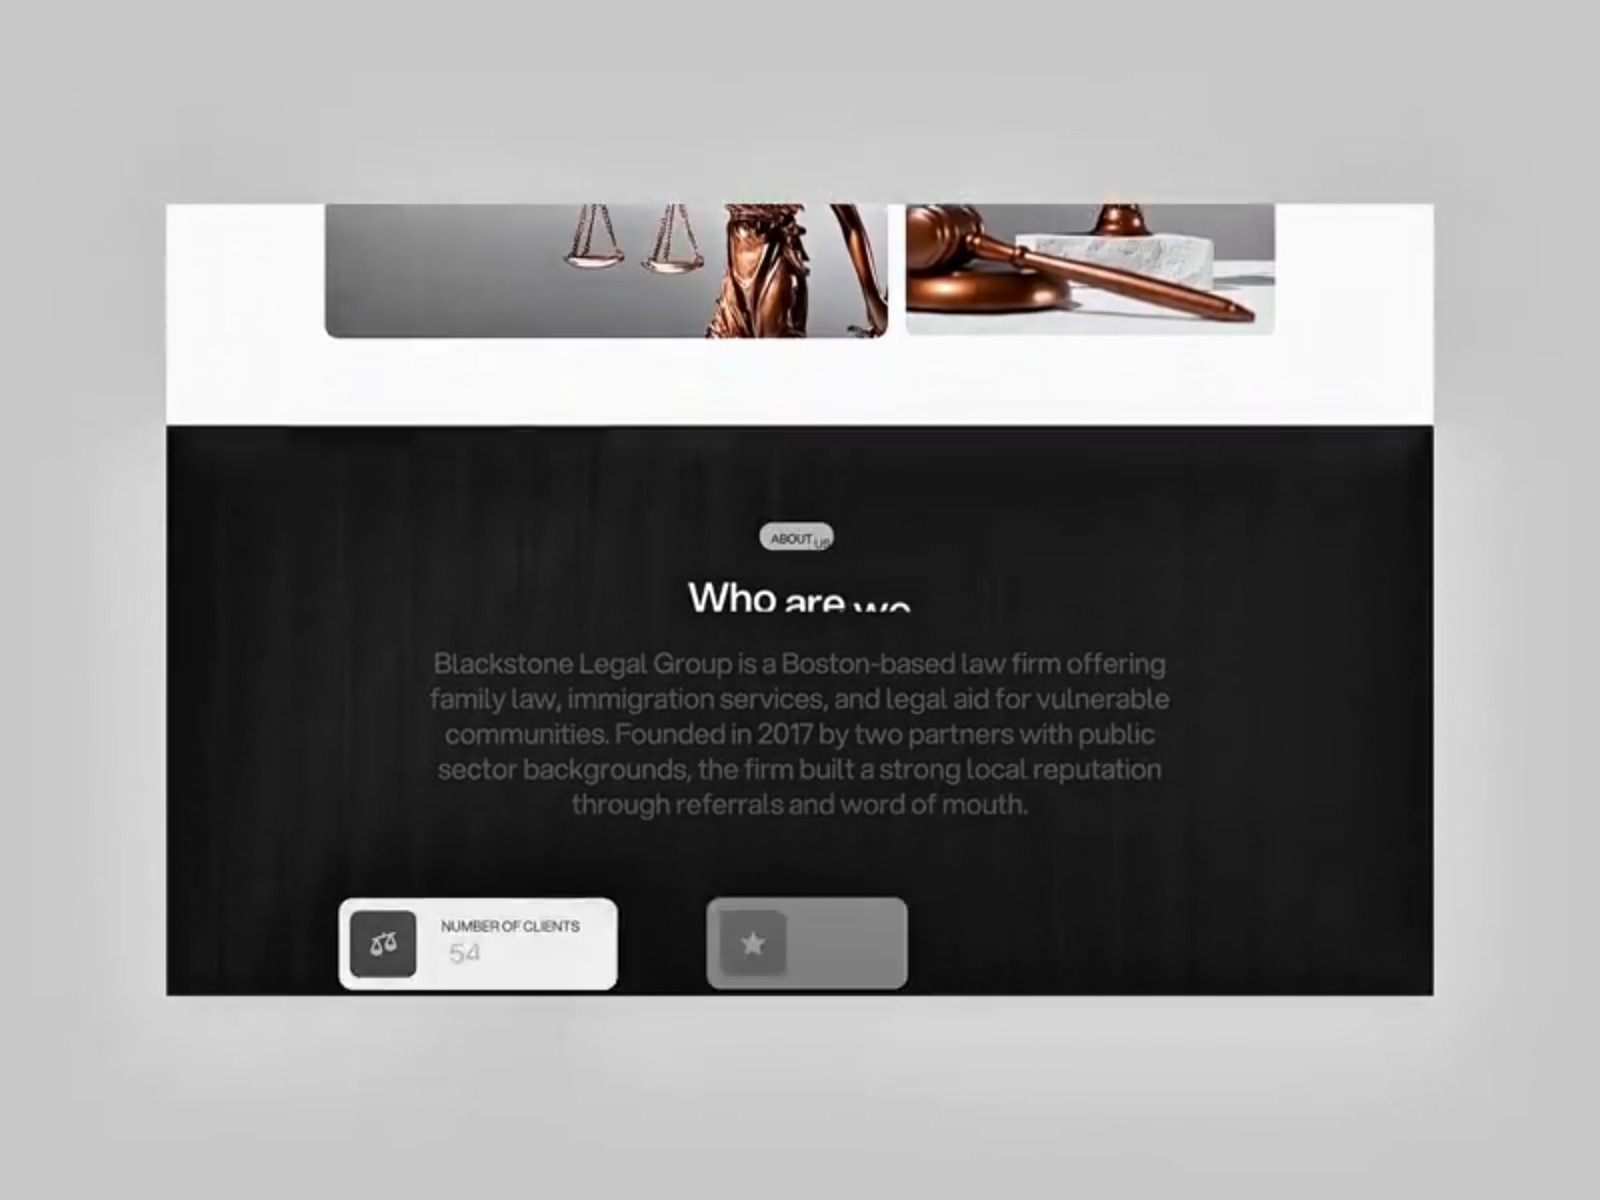 ABOUT US
Who are we
Blackstone Legal Group is a Boston-based law firm offering
family law, immigration services, and legal aid for vulnerable
communities. Founded in 2017 by two partners with public
sector backgrounds, the firm built a strong local reputation
through referrals and word of mouth.
NUMBER OF CLIENTS
54